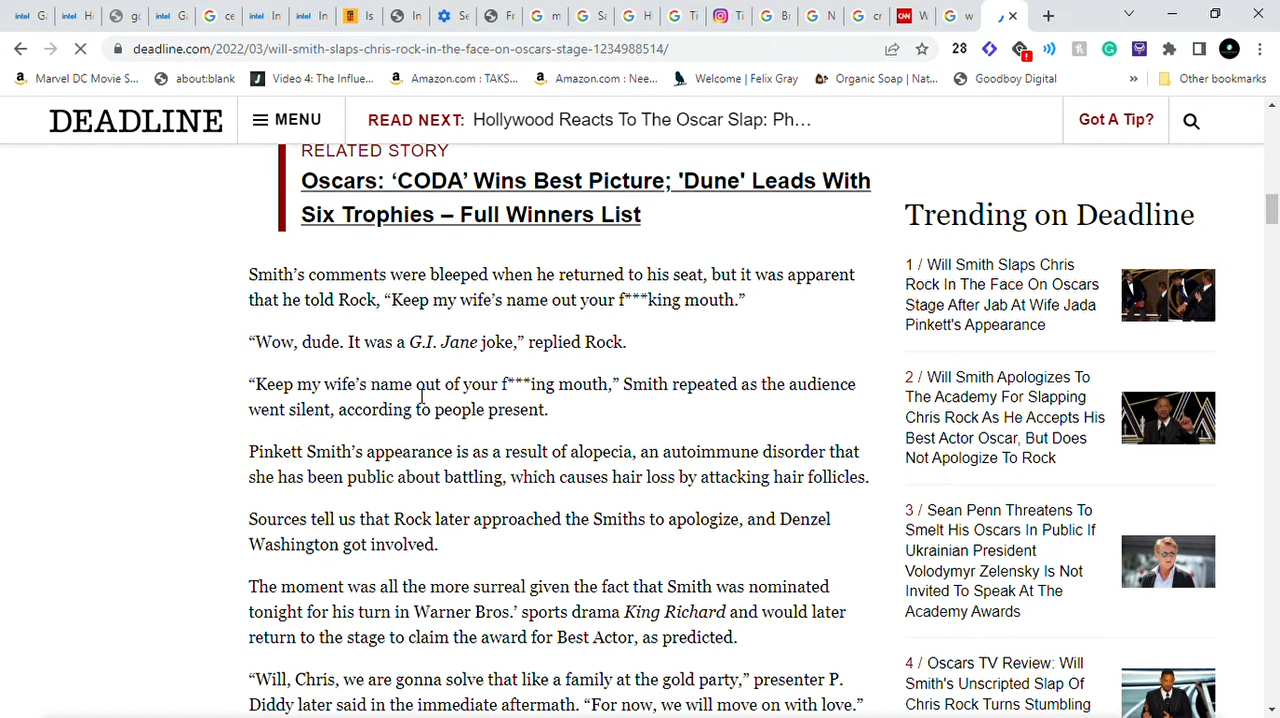 G
In
H
g
In
G
ce
In
In
Is
In
Se
Fr
m
S
H
Ti
Ti
B
N
cr
W
w
deadline.com/2022/03/will-smith-slaps-chris-rock-in-the-face-on-oscars-stage-1234988514/
28
Marvel DC Movie S...
about:blank
Video 4: The Influe...
Amazon.com : TAKS...
Amazon.com : Nee...
Welcome | Felix Gray
Organic Soap | Nat...
Goodboy Digital
»
Other bookmarks
DEADLINE
MENU
READ NEXT: Hollywood Reacts To The Oscar Slap: Ph…
Got A Tip?
RELATED STORY
Oscars: ‘CODA’ Wins Best Picture; 'Dune' Leads With
Six Trophies – Full Winners List
Smith’s comments were bleeped when he returned to his seat, but it was apparent
that he told Rock, “Keep my wife’s name out your f***king mouth.”
“Wow, dude. It was a G.I. Jane joke,” replied Rock.
“Keep my wife’s name out of your f***ing mouth,” Smith repeated as the audience
went silent, according to people present.
Pinkett Smith’s appearance is as a result of alopecia, an autoimmune disorder that
she has been public about battling, which causes hair loss by attacking hair follicles.
Sources tell us that Rock later approached the Smiths to apologize, and Denzel
Washington got involved.
The moment was all the more surreal given the fact that Smith was nominated
tonight for his turn in Warner Bros.’ sports drama King Richard and would later
return to the stage to claim the award for Best Actor, as predicted.
“Will, Chris, we are gonna solve that like a family at the gold party,” presenter P.
Diddy later said in the immediate aftermath. “For now, we will move on with love.”
Trending on Deadline
1 / Will Smith Slaps Chris
Rock In The Face On Oscars
Stage After Jab At Wife Jada
Pinkett's Appearance
2 / Will Smith Apologizes To
The Academy For Slapping
Chris Rock As He Accepts His
Best Actor Oscar, But Does
Not Apologize To Rock
3 / Sean Penn Threatens To
Smelt His Oscars In Public If
Ukrainian President
Volodymyr Zelensky Is Not
Invited To Speak At The
Academy Awards
4 / Oscars TV Review: Will
Smith's Unscripted Slap Of
Chris Rock Turns Stumbling